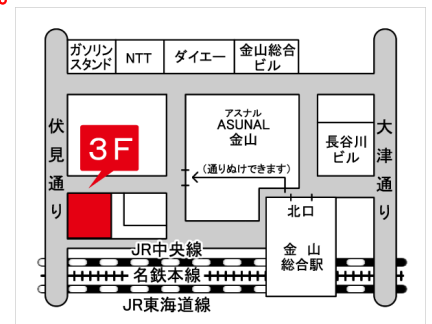 ガソリン
スタンド
NTT
ダイエー
金山総合
ビル
伏見通り
3F
アスナル
ASUNAL
金山
(通りぬけできます)
長谷川
ビル
大津通り
北口
金山
総合駅
JR中央線
名鉄本線
JR東海道線